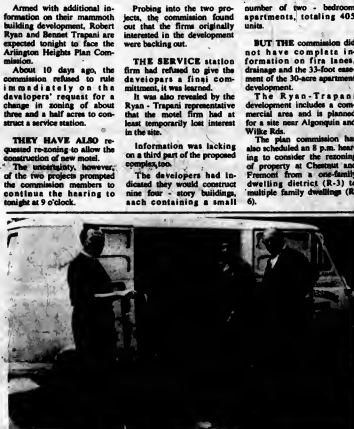 Armed with additional in-
formation on their mammoth
building development, Robert
Ryan and Bennet Trapani are
expected tonight to face the
Arlington Heights Plan Com-
mission.
About 10 days ago, the
commission refused to rule
immediately on the
developers' request for a
change in zoning of about
three and a half acres to con-
struct a service station.
THEY HAVE ALSO re-
quested re-zoning to allow the
construction of new motel.
The uncertainty, however,
of the two projects prompted
the commission members to
continue the hearing to
tonight at 9 o'clock.
Probing into the two pro-
jects, the commission found
out that the firms originally
interested in the development
were backing out.
THE SERVICE station
firm had refused to give the
developers a final com-
mittment, it was learned.
It was also revealed by the
Ryan - Trapani representative
that the motel firm had at
least temporarily lost interest
in the site.
Information was lacking
on a third part of the proposed
complex, too.
The developers had in-
dicated they would construct
nine four - story buildings,
each containing a small
number of two - bedroom
apartments, totaling 405
units.
BUT THE commission did
not have complete in-
formation on fire lanes,
drainage and the 33-foot ease-
ment of the 30-acre apartment
development.
The Ryan-Trapani
development includes a com-
mercial area and is planned
for a site near Algonquin and
Wilke Rds.
The plan commission has
also scheduled an 8 p.m. hear-
ing to consider the rezoning
of property at Chestnut and
Fremont from a one-family
dwelling district (R-3) to
multiple family dwellings (R-
6).